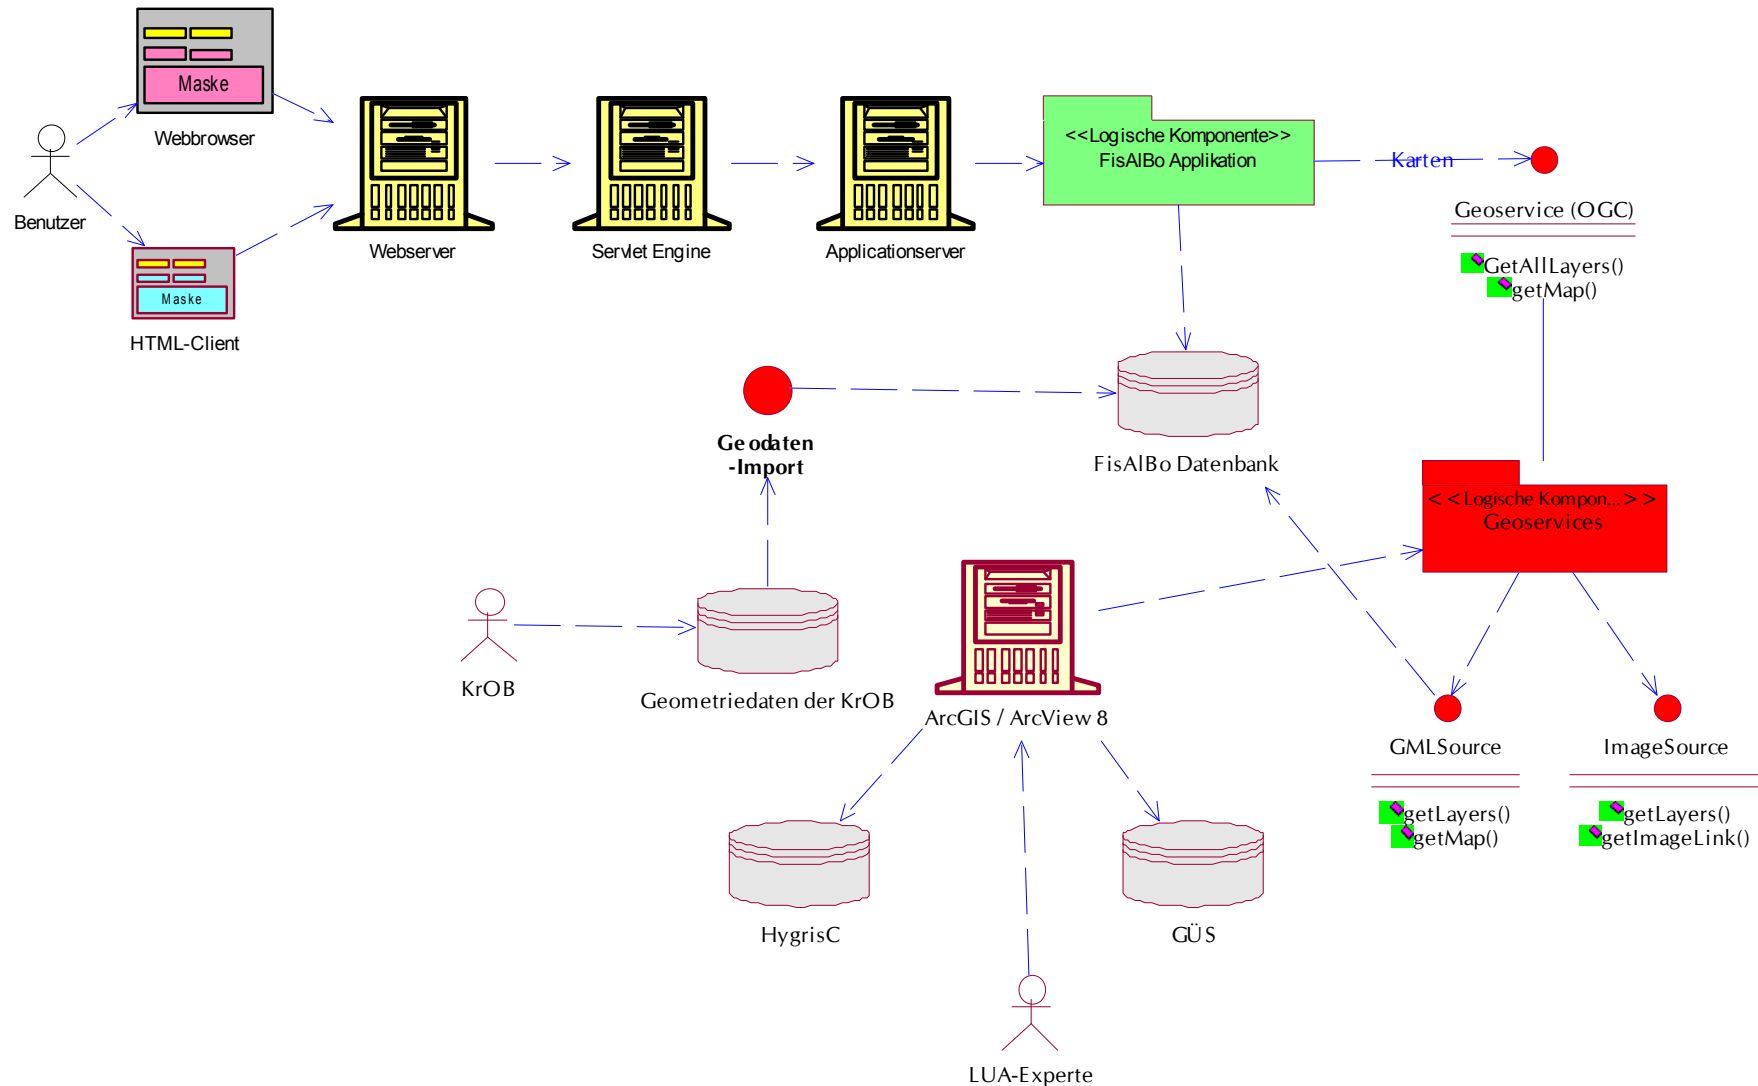 Maske
Webbrowser
Benutzer
Maske
HTML-Client
Webserver
Servlet Engine
Applicationserver
<<Logische Komponente>>
FisAlBo Applikation
Karten
Geoservice (OGC)
GetAllLayers()
getMap()
Geodaten
-Import
FisAlBo Datenbank
<<Logische Kompon...>>
Geoservices
KrOB
Geometriedaten der KrOB
ArcGIS / ArcView 8
GMLSource
getLayers()
getMap()
ImageSource
getLayers()
getImageLink()
HygrisC
GÜS
LUA-Experte